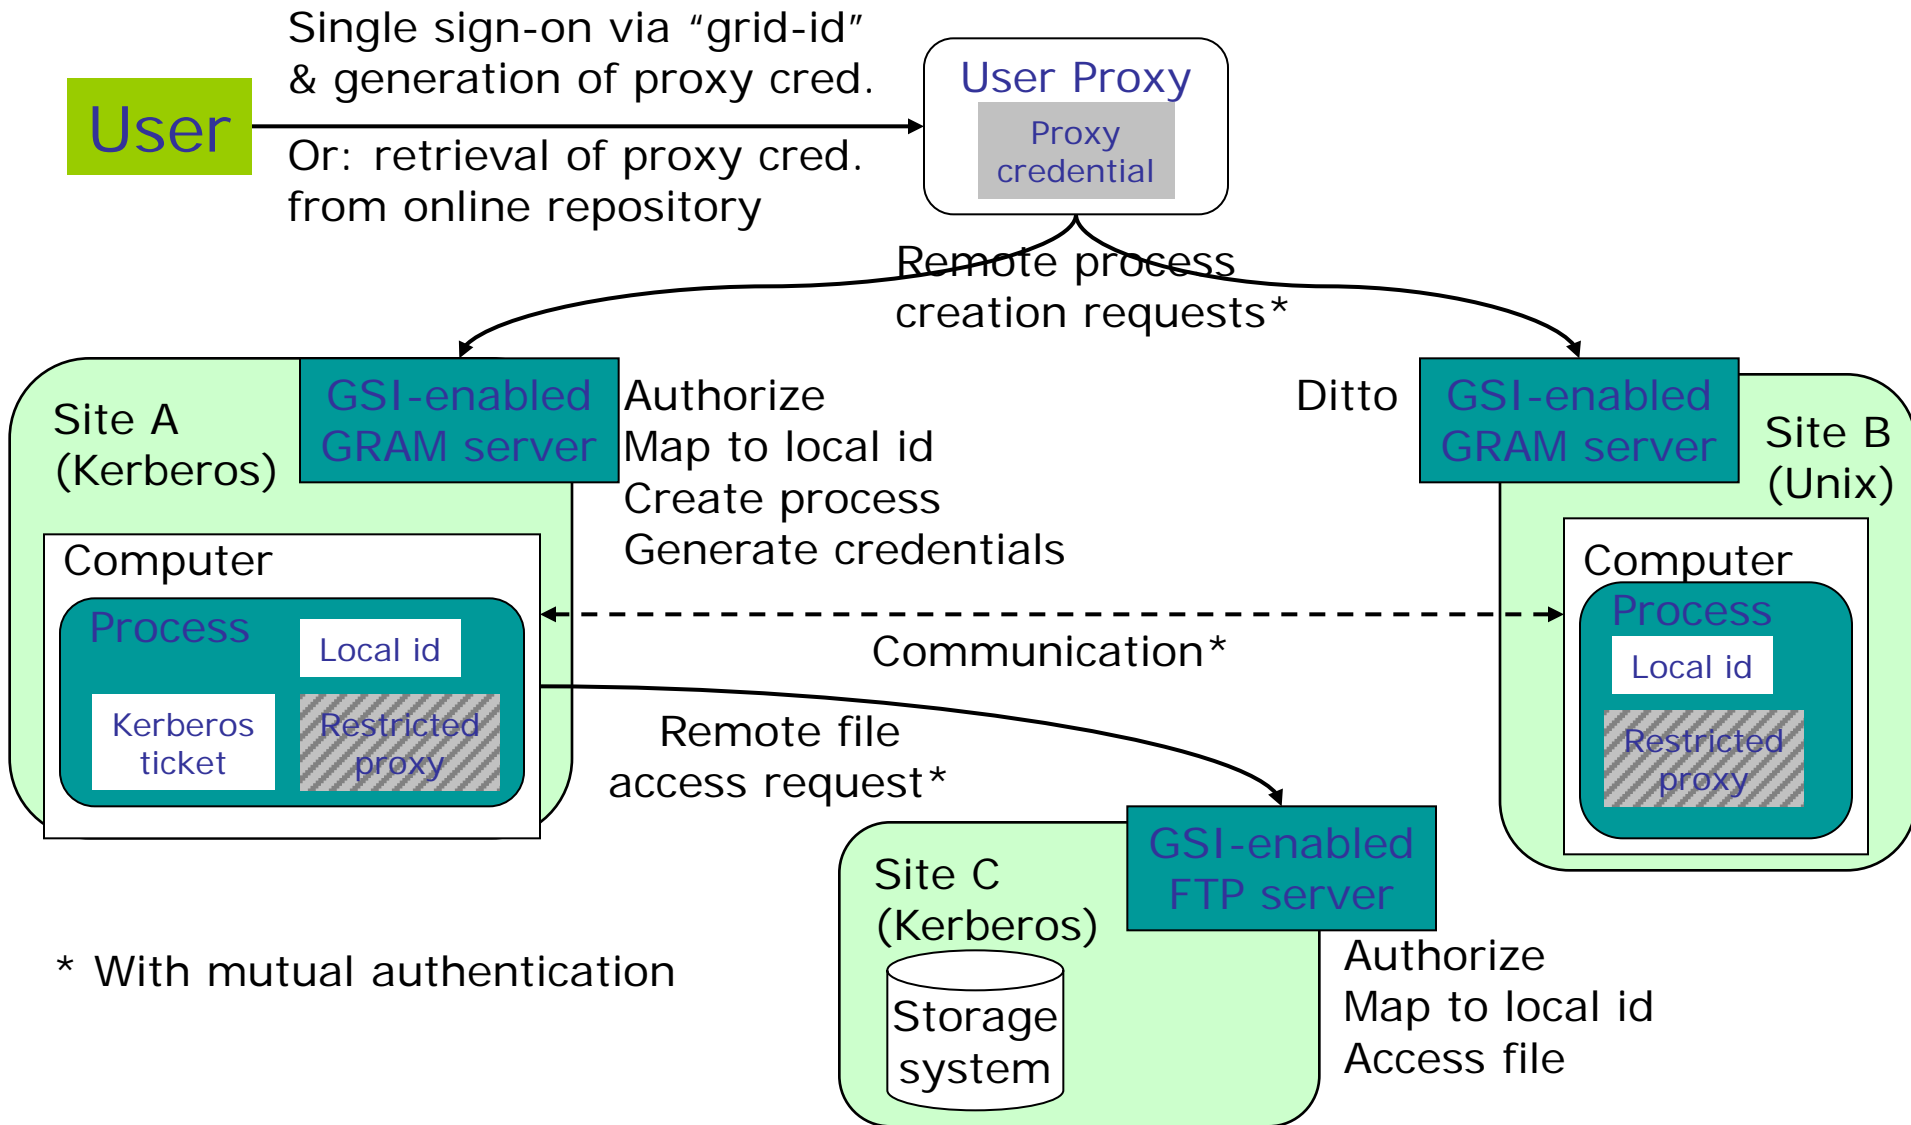 Single sign-on via “grid-id”
& generation of proxy cred.
User
Or: retrieval of proxy cred.
from online repository
User Proxy
Proxy
credential
Remote process
creation requests*
Site A
(Kerberos)
GSI-enabled
GRAM server
Authorize
Map to local id
Create process
Generate credentials
Ditto
GSI-enabled
GRAM server
Site B
(Unix)
Computer
Process
Local id
Kerberos
ticket
Restricted
proxy
Communication*
Computer
Process
Local id
Restricted
proxy
Remote file
access request*
Site C
(Kerberos)
GSI-enabled
FTP server
Storage
system
Authorize
Map to local id
Access file
* With mutual authentication